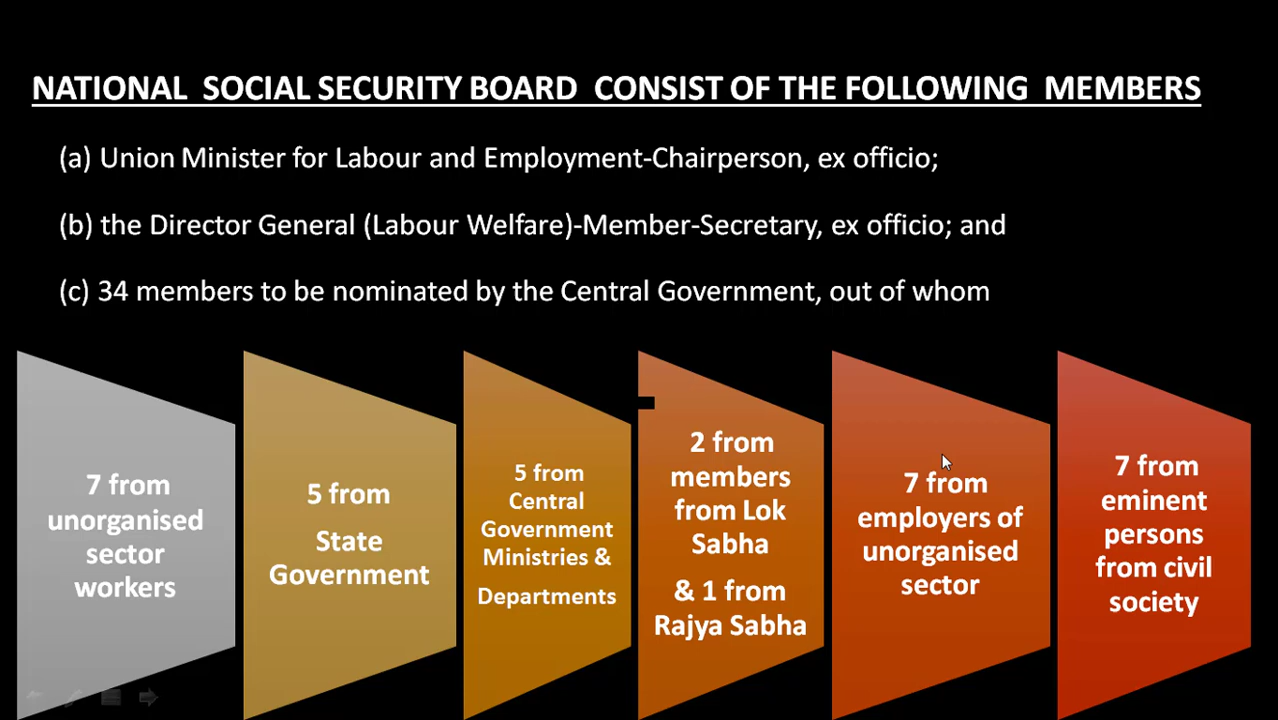 NATIONAL SOCIAL SECURITY BOARD CONSIST OF THE FOLLOWING MEMBERS
(a) Union Minister for Labour and Employment-Chairperson, ex officio;
(b) the Director General (Labour Welfare)-Member-Secretary, ex officio; and
(c) 34 members to be nominated by the Central Government, out of whom
7 from
unorganised
sector
workers
5 from
State
Government
5 from
Central
Government
Ministries &
Departments
2 from
members
from Lok
Sabha
& 1 from
Rajya Sabha
7 from
employers of
unorganised
sector
7 from
eminent
persons
from civil
society